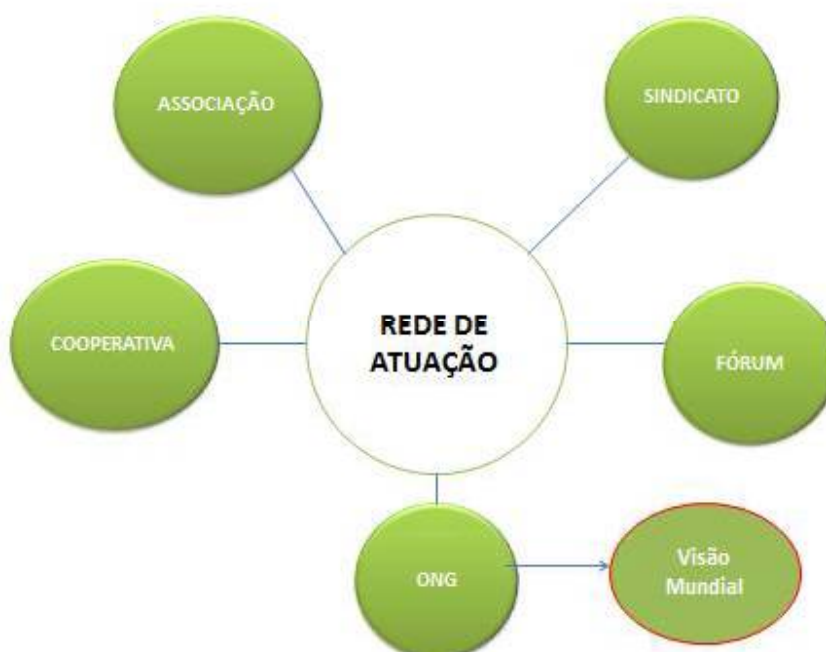 ASSOCIAÇÃO
SINDICATO
REDE DE
ATUAÇÃO
COOPERATIVA
FÓRUM
ONG
Visão
Mundial